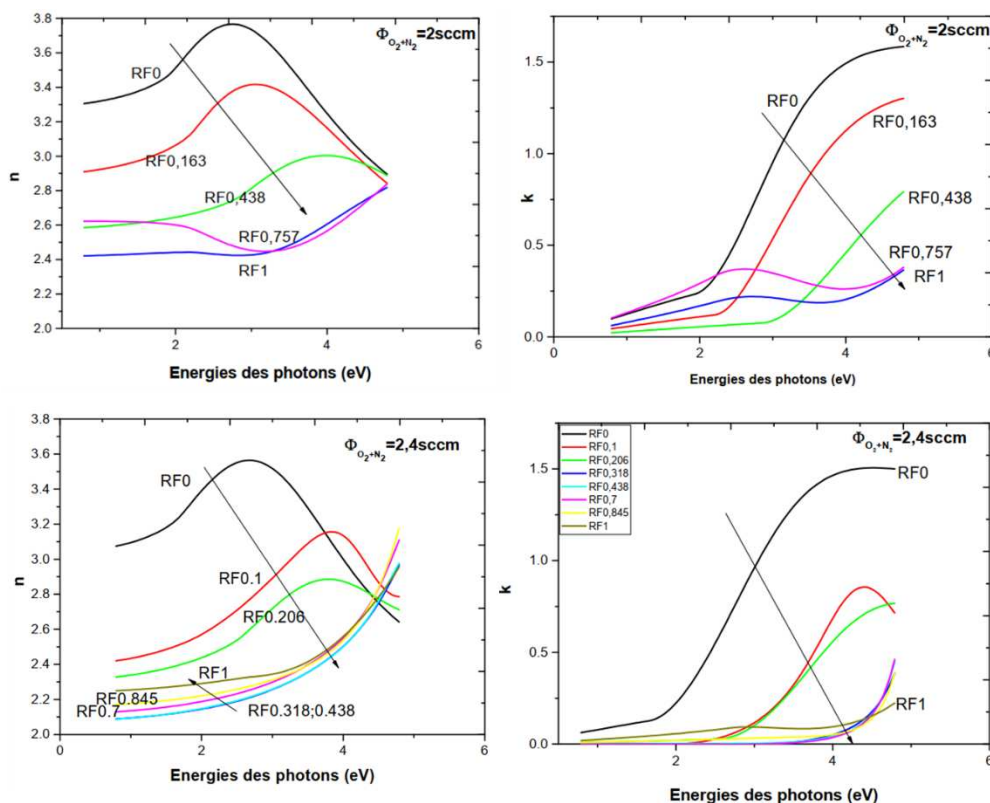 ΦO₂+N₂=2sccm
n
3.8
3.6
3.4
3.2
3.0
2.8
2.6
2.4
2.2
2.0
RF0
RF0,163
RF0,438
RF0,757
RF1
2
4
6
Energies des photons (eV)
ΦO₂+N₂=2sccm
k
1.5
1.0
0.5
0.0
RF0
RF0,163
RF0,438
RF0,757
RF1
0
2
4
6
Energies des photons (eV)
ΦO₂+N₂=2,4sccm
n
3.8
3.6
3.4
3.2
3.0
2.8
2.6
2.4
2.2
2.0
RF0
RF0.1
RF0.206
RF1
RF0.845
RF0.7
RF0.318;0.438
0
2
4
6
Energies des photons (eV)
RF0
RF0,1
RF0,206
RF0,318
RF0,438
RF0,7
RF0,845
RF1
ΦO₂+N₂=2,4sccm
k
1.5
1.0
0.5
0.0
RF0
RF1
2
4
6
Energies des photons (eV)